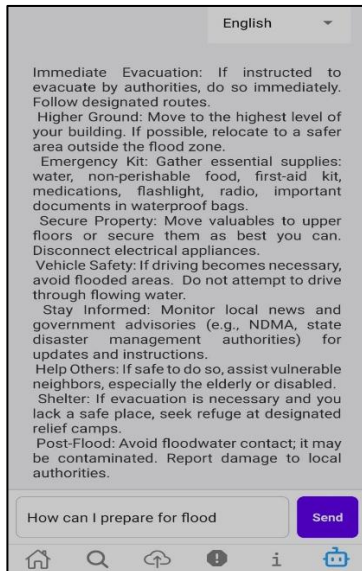 English
Immediate Evacuation: If instructed to
evacuate by authorities, do so immediately.
Follow designated routes.
Higher Ground: Move to the highest level of
your building. If possible, relocate to a safer
area outside the flood zone.
Emergency Kit: Gather essential supplies:
water, non-perishable food, first-aid kit,
medications, flashlight, radio, important
documents in waterproof bags.
Secure Property: Move valuables to upper
floors or secure them as best you can.
Disconnect electrical appliances.
Vehicle Safety: If driving becomes necessary,
avoid flooded areas. Do not attempt to drive
through flowing water.
Stay Informed: Monitor local news and
government advisories (e.g., NDMA, state
disaster management authorities) for
updates and instructions.
Help Others: If safe to do so, assist vulnerable
neighbors, especially the elderly or disabled.
Shelter: If evacuation is necessary and you
lack a safe place, seek refuge at designated
relief camps.
Post-Flood: Avoid floodwater contact; it may
be contaminated. Report damage to local
authorities.
How can I prepare for flood
Send